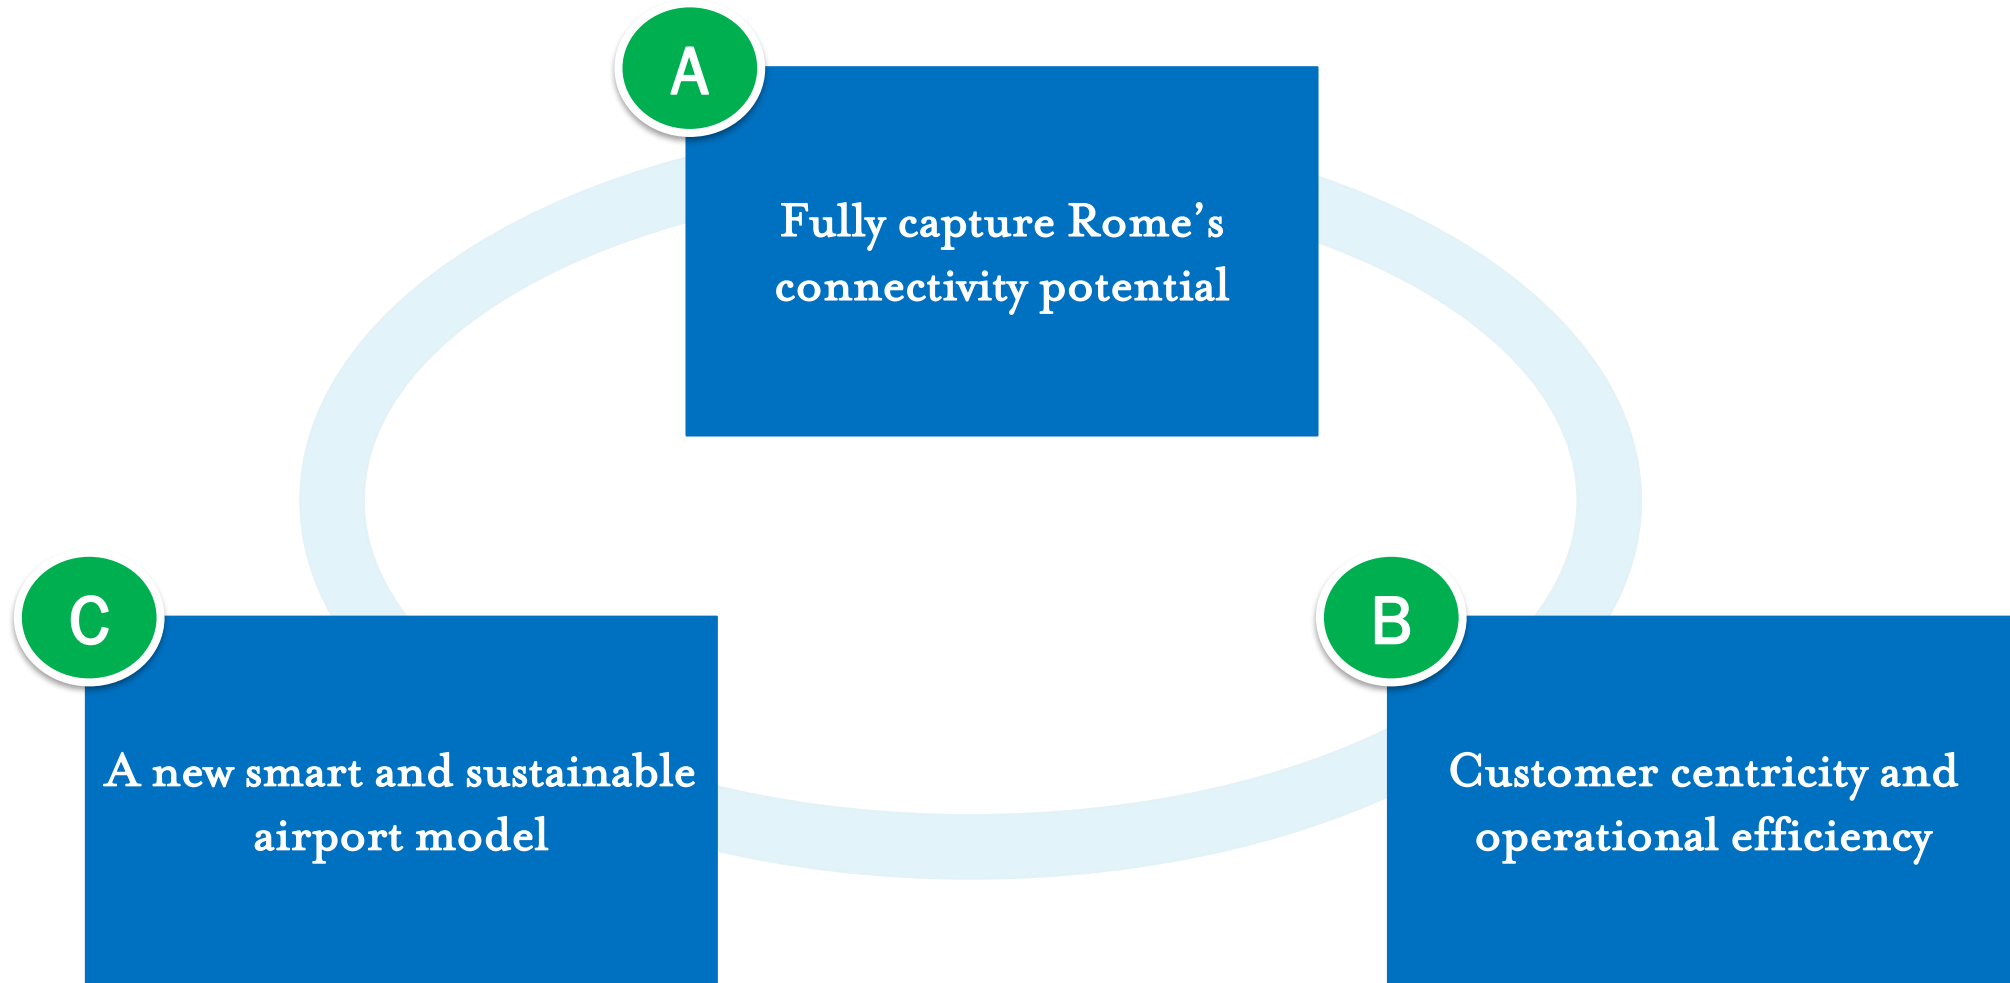 A
Fully capture Rome’s
connectivity potential
B
Customer centricity and
operational efficiency
C
A new smart and sustainable
airport model